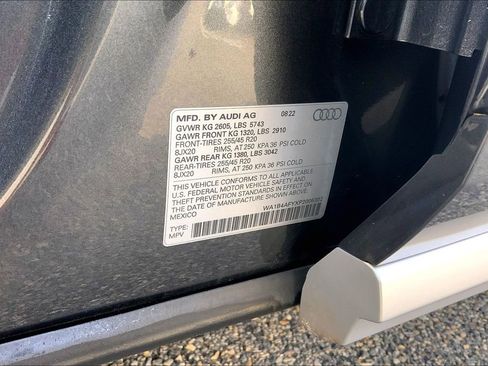 MFD. BY AUDI AG 08.22
GVWR KG 2605, LBS 5743
GAWR FRONT KG 1320, LBS 2910
FRONT-TIRES 255/45 R20
8JX20 RIMS, AT 250 KPA 36 PSI COLD
GAWR REAR KG 1380, LBS 3042
REAR-TIRES 255/45 R20
8JX20 RIMS, AT 250 KPA 36 PSI COLD
THIS VEHICLE CONFORMS TO ALL APPLICABLE
U.S. FEDERAL MOTOR VEHICLE SAFETY AND
THEFT PREVENTION STANDARDS IN EFFECT ON
THE DATE OF MANUFACTURE SHOWN ABOVE.
MEXICO
TYPE:
MPV